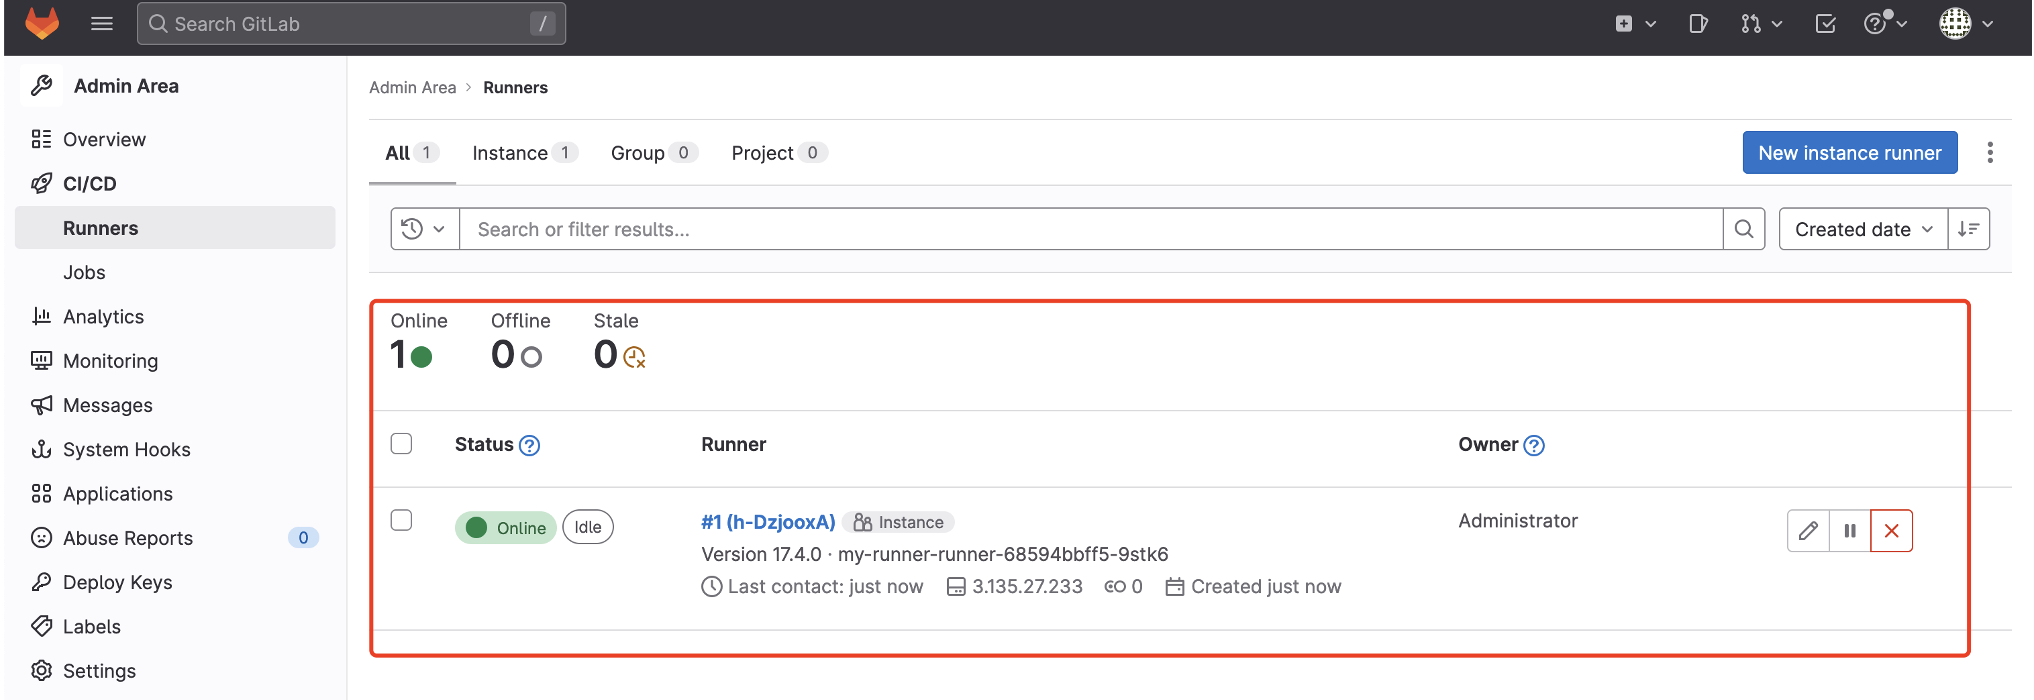 Search GitLab /
Admin Area
Overview
CI/CD
Runners
Jobs
Analytics
Monitoring
Messages
System Hooks
Applications
Abuse Reports 0
Deploy Keys
Labels
Settings
Admin Area > Runners
All 1 Instance 1 Group 0 Project 0 New instance runner
Search or filter results... Created date
Online Offline Stale
1 0 0
Status ? Runner Owner ?
Online Idle #1 (h-DzjooxA) Instance Administrator
Version 17.4.0 · my-runner-runner-68594bbff5-9stk6
Last contact: just now 3.135.27.233 0 Created just now